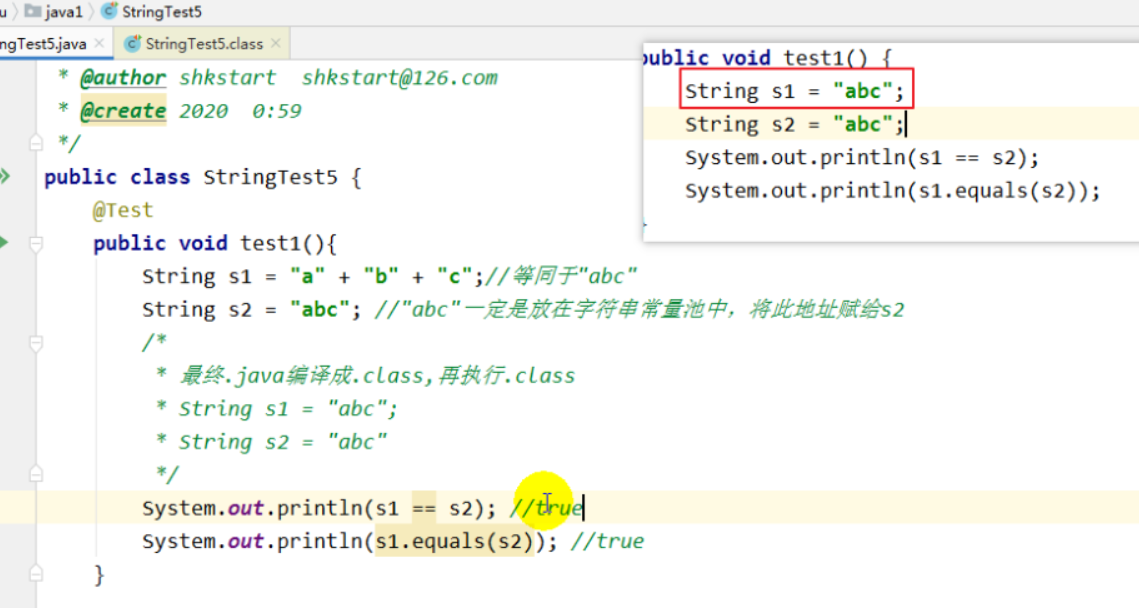 u java1 StringTest5
ngTest5.java × StringTest5.class ×
* @author shkstart shkstart@126.com
* @create 2020 0:59
*/
public class StringTest5 {
@Test
public void test1(){
String s1 = "a" + "b" + "c";//等同于"abc"
String s2 = "abc"; //"abc"一定是放在字符串常量池中，将此地址赋给s2
/*
* 最终.java编译成.class,再执行.class
* String s1 = "abc";
* String s2 = "abc"
*/
System.out.println(s1 == s2); //true
System.out.println(s1.equals(s2)); //true
}
public void test1() {
String s1 = "abc";
String s2 = "abc";
System.out.println(s1 == s2);
System.out.println(s1.equals(s2));